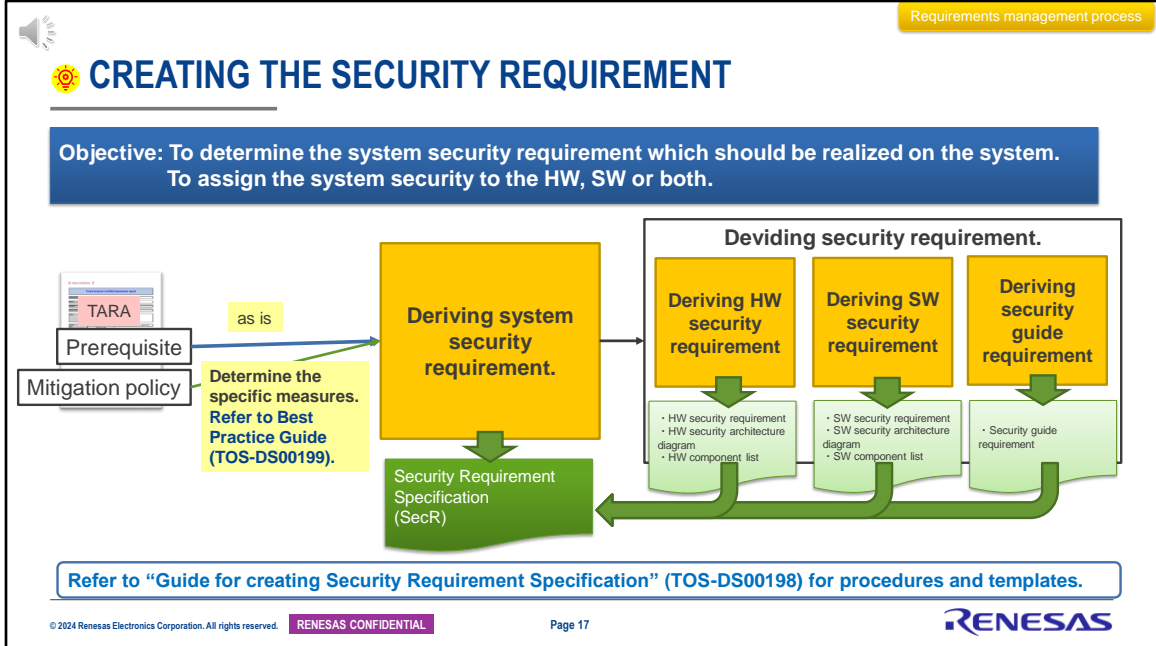 Requirements management process
CREATING THE SECURITY REQUIREMENT
Objective: To determine the system security requirement which should be realized on the system.
To assign the system security to the HW, SW or both.
TARA
Prerequisite
Mitigation policy
as is
Determine the
specific measures.
Refer to Best
Practice Guide
(TOS-DS00199).
Deriving system
security
requirement.
Security Requirement
Specification
(SecR)
Deviding security requirement.
Deriving HW
security
requirement
・HW security requirement
・HW security architecture
diagram
・HW component list
Deriving SW
security
requirement
・SW security requirement
・SW security architecture
diagram
・SW component list
Deriving
security
guide
requirement
・Security guide
requirement
Refer to “Guide for creating Security Requirement Specification” (TOS-DS00198) for procedures and templates.
© 2024 Renesas Electronics Corporation. All rights reserved.
RENESAS CONFIDENTIAL
Page 17
RENESAS